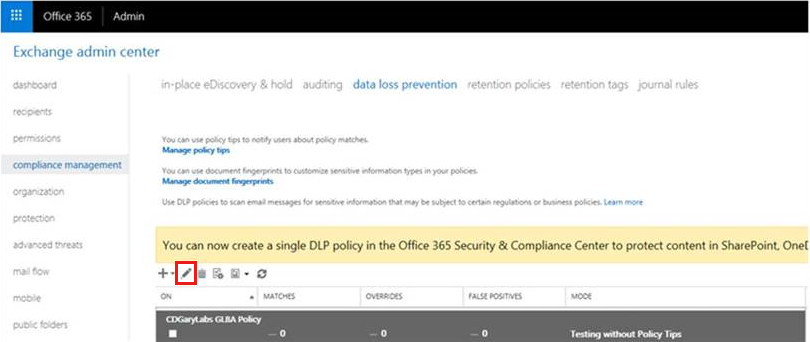 Office 365 Admin
Exchange admin center
dashboard
recipients
permissions
compliance management
organization
protection
advanced threats
mail flow
mobile
public folders
in-place eDiscovery & hold auditing data loss prevention retention policies retention tags journal rules
You can use policy tips to notify users about policy matches.
Manage policy tips
You can use document fingerprints to customize sensitive information types in your policies.
Manage document fingerprints
Use DLP policies to scan email messages for sensitive information that may be subject to certain regulations or business policies. Learn more
You can now create a single DLP policy in the Office 365 Security & Compliance Center to protect content in SharePoint, OneD
ON MATCHES OVERRIDES FALSE POSITIVES MODE
CDGaryLabs GLBA Policy
— 0 — 0 — 0 Testing without Policy Tips